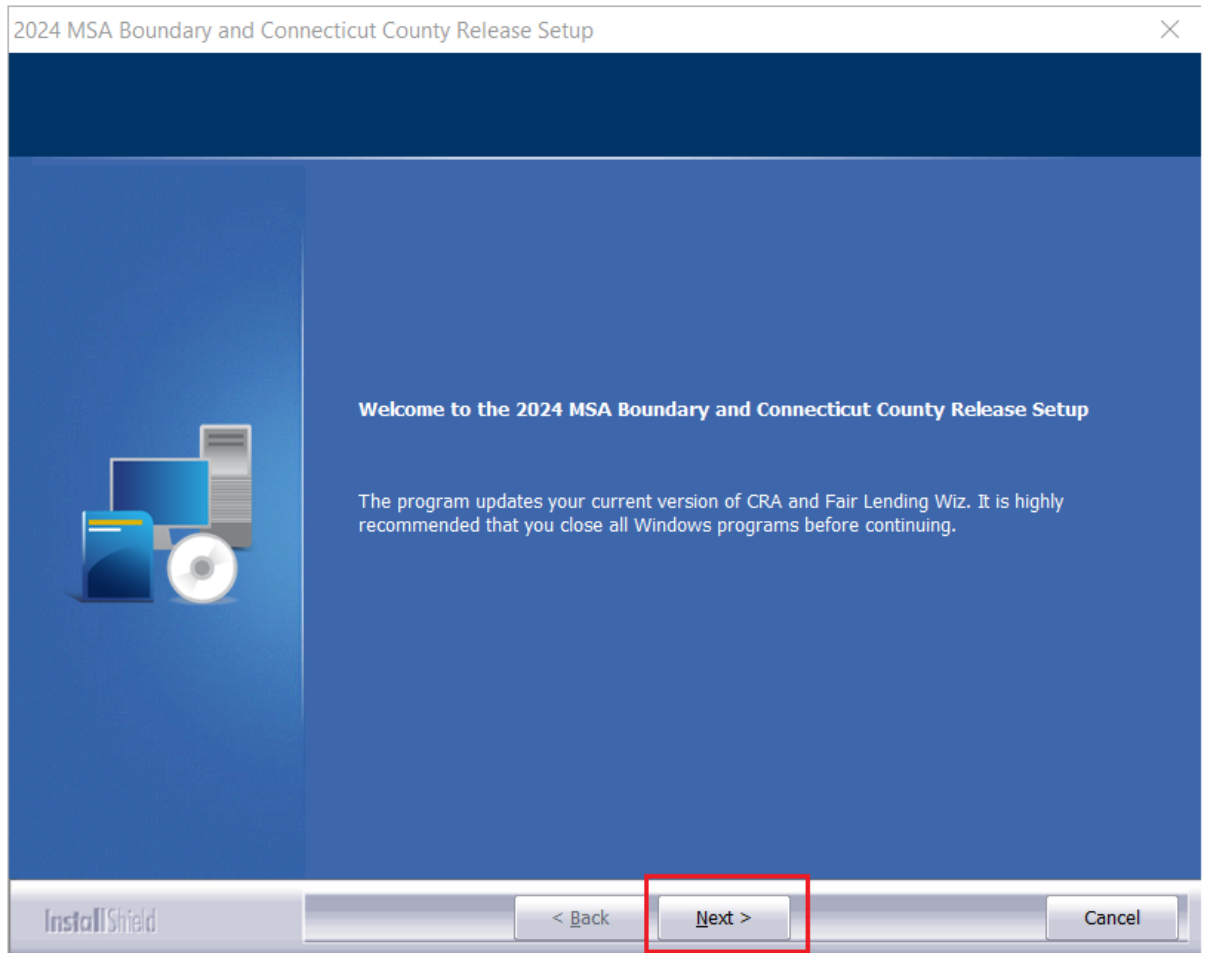 2024 MSA Boundary and Connecticut County Release Setup
Welcome to the 2024 MSA Boundary and Connecticut County Release Setup
The program updates your current version of CRA and Fair Lending Wiz. It is highly
recommended that you close all Windows programs before continuing.
InstallShield
< Back
Next >
Cancel